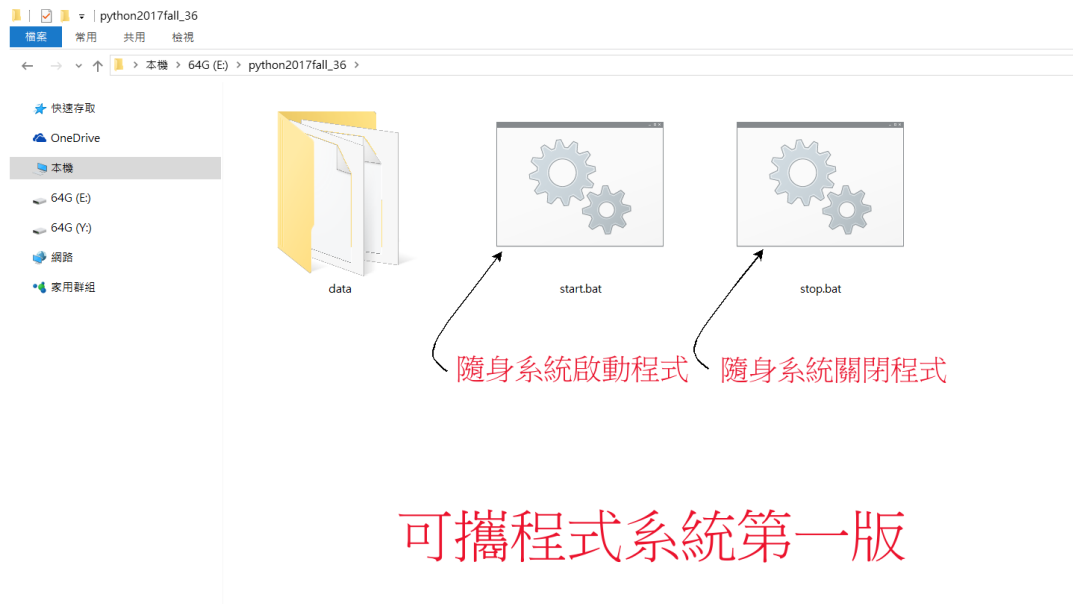 python2017fall_36
檔案 常用 共用 檢視
本機 64G (E:) python2017fall_36
快速存取
OneDrive
本機
64G (E:)
64G (Y:)
網路
家用群組
data start.bat stop.bat
隨身系統啟動程式 隨身系統關閉程式
可攜程式系統第一版